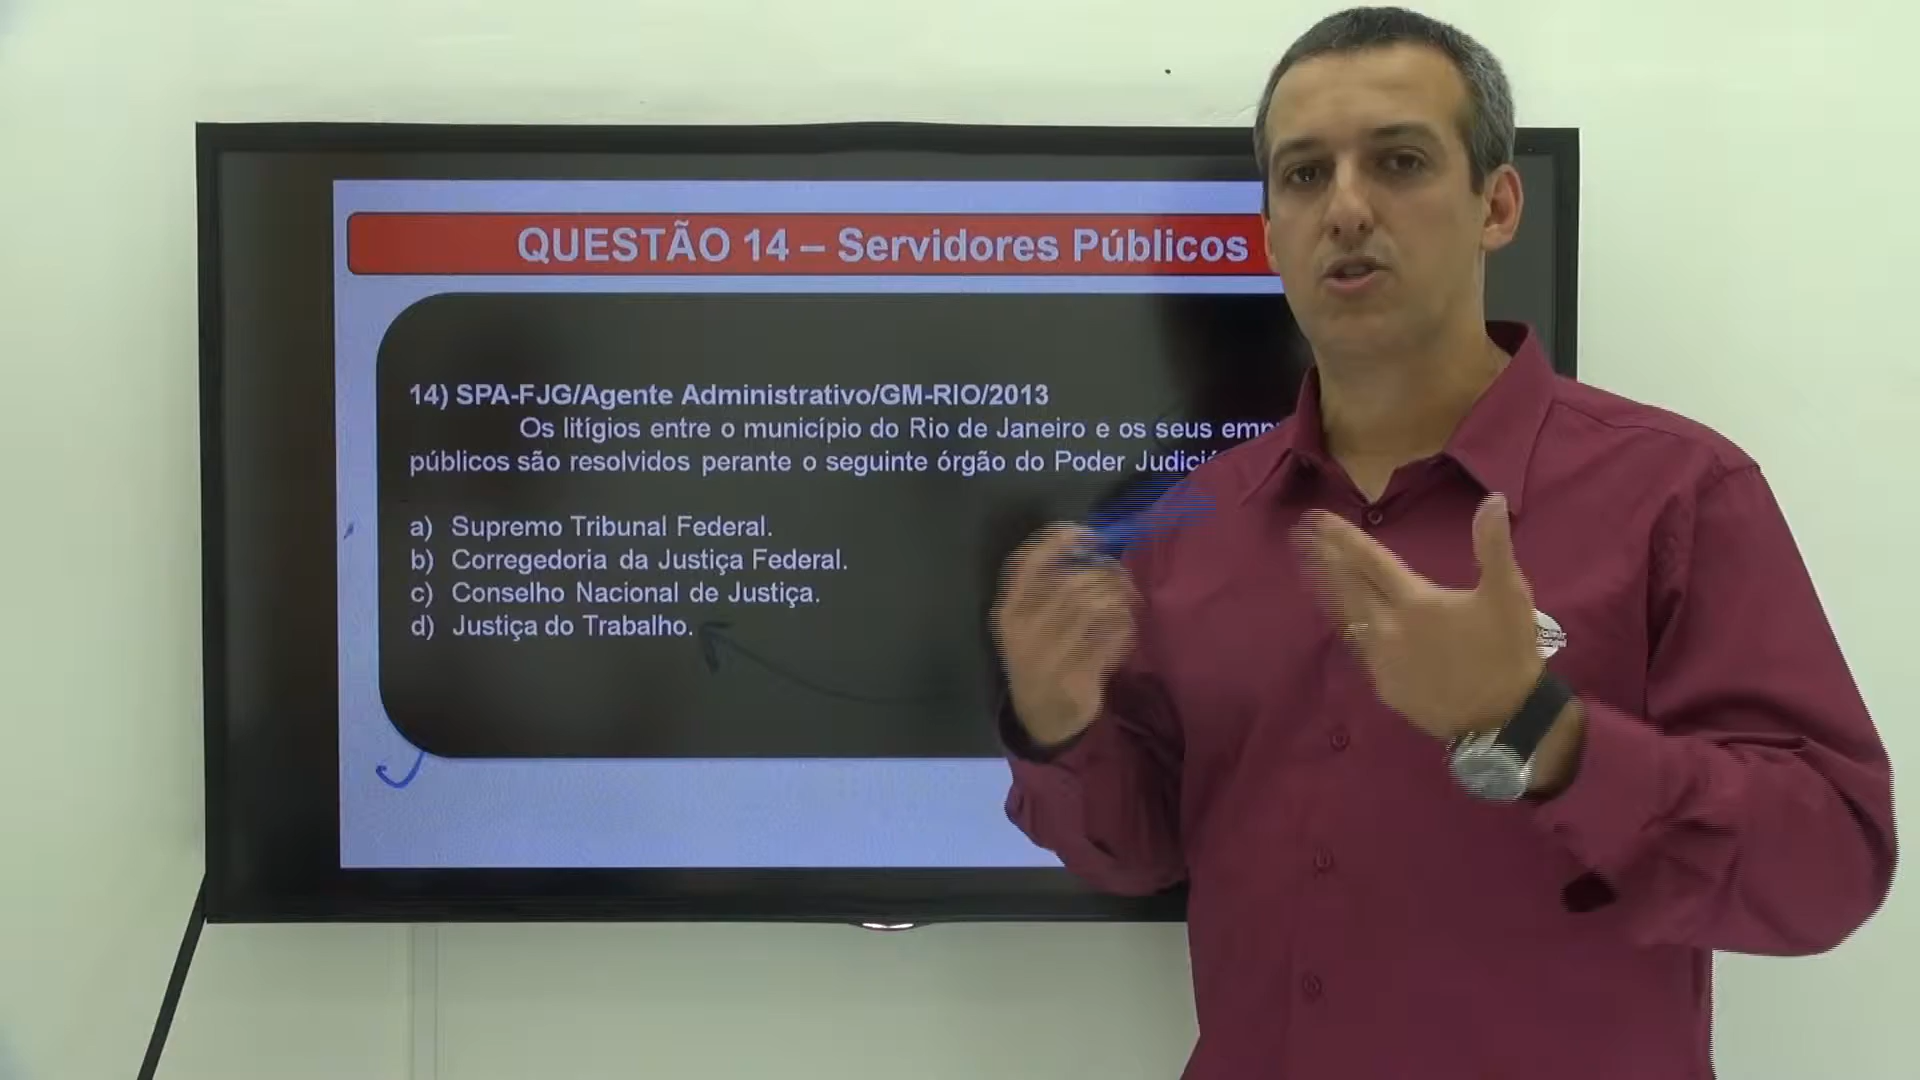 QUESTÃO 14 – Servidores Públicos
14) SPA-FJG/Agente Administrativo/GM-RIO/2013
Os litígios entre o município do Rio de Janeiro e os seus
públicos são resolvidos perante o seguinte órgão do Poder
a) Supremo Tribunal Federal.
b) Corregedoria da Justiça Federal.
c) Conselho Nacional de Justiça.
d) Justiça do Trabalho.